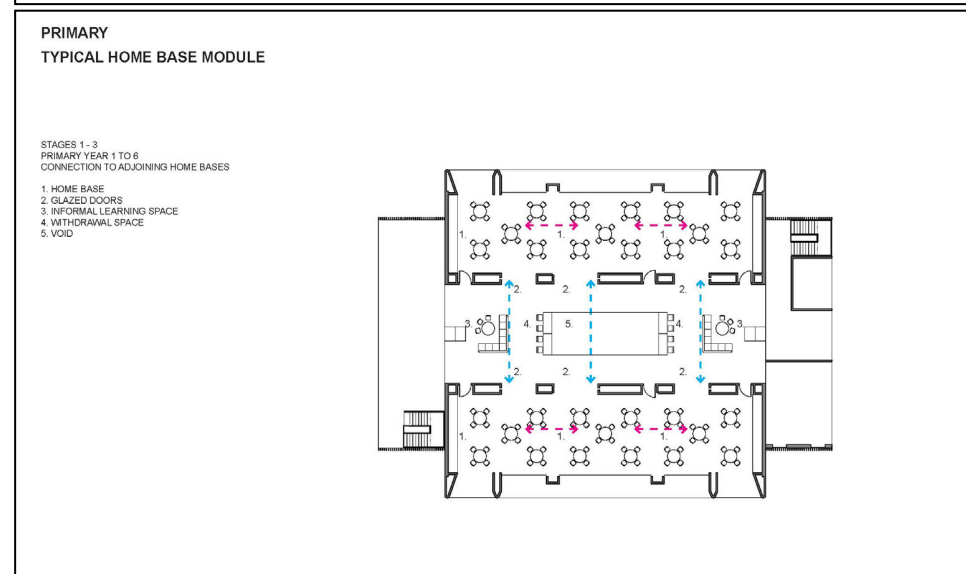 PRIMARY
TYPICAL HOME BASE MODULE
STAGES 1 - 3
PRIMARY YEAR 1 TO 6
CONNECTION TO ADJOINING HOME BASES
1. HOME BASE
2. GLAZED DOORS
3. INFORMAL LEARNING SPACE
4. WITHDRAWAL SPACE
5. VOID
1. 1. 1.
2. 2. 2.
3. 4. 5. 4. 3.
2. 2. 2.
1. 1. 1.